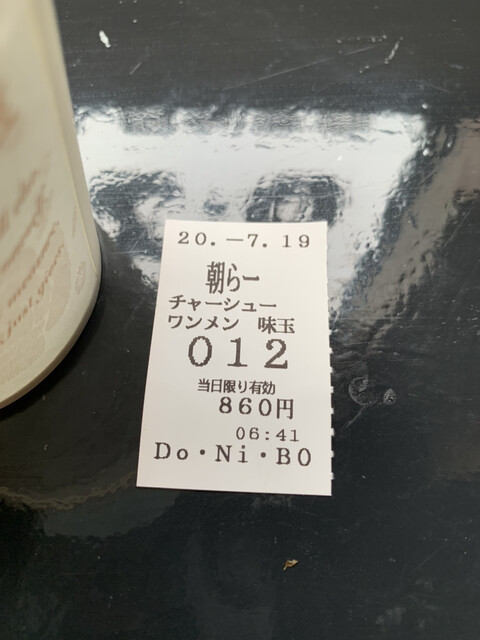 20.-7.19
朝らー
チャーシュー
ワンメン 味玉
012
当日限り有効
860円
06:41
Do・Ni・BO